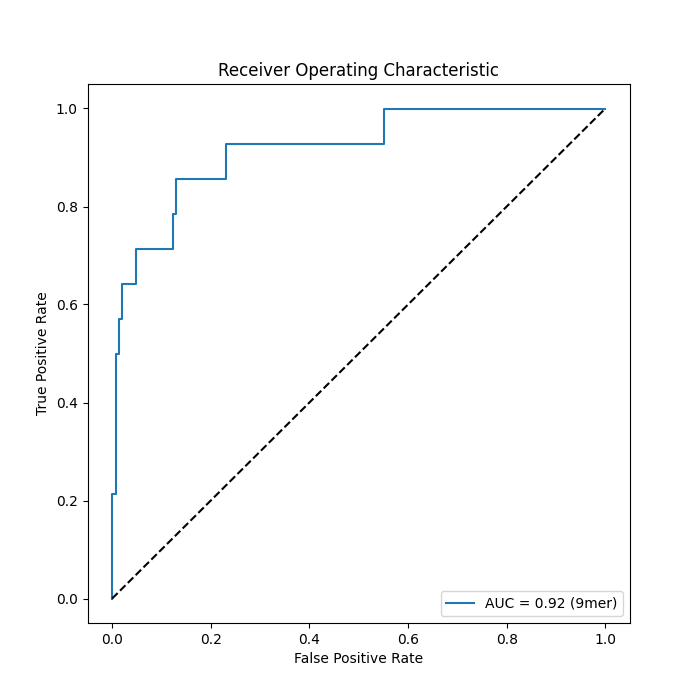 Receiver Operating Characteristic
1.0
0.8
0.6
0.4
0.2
0.0
True Positive Rate
AUC = 0.92 (9mer)
0.0 0.2 0.4 0.6 0.8 1.0
False Positive Rate